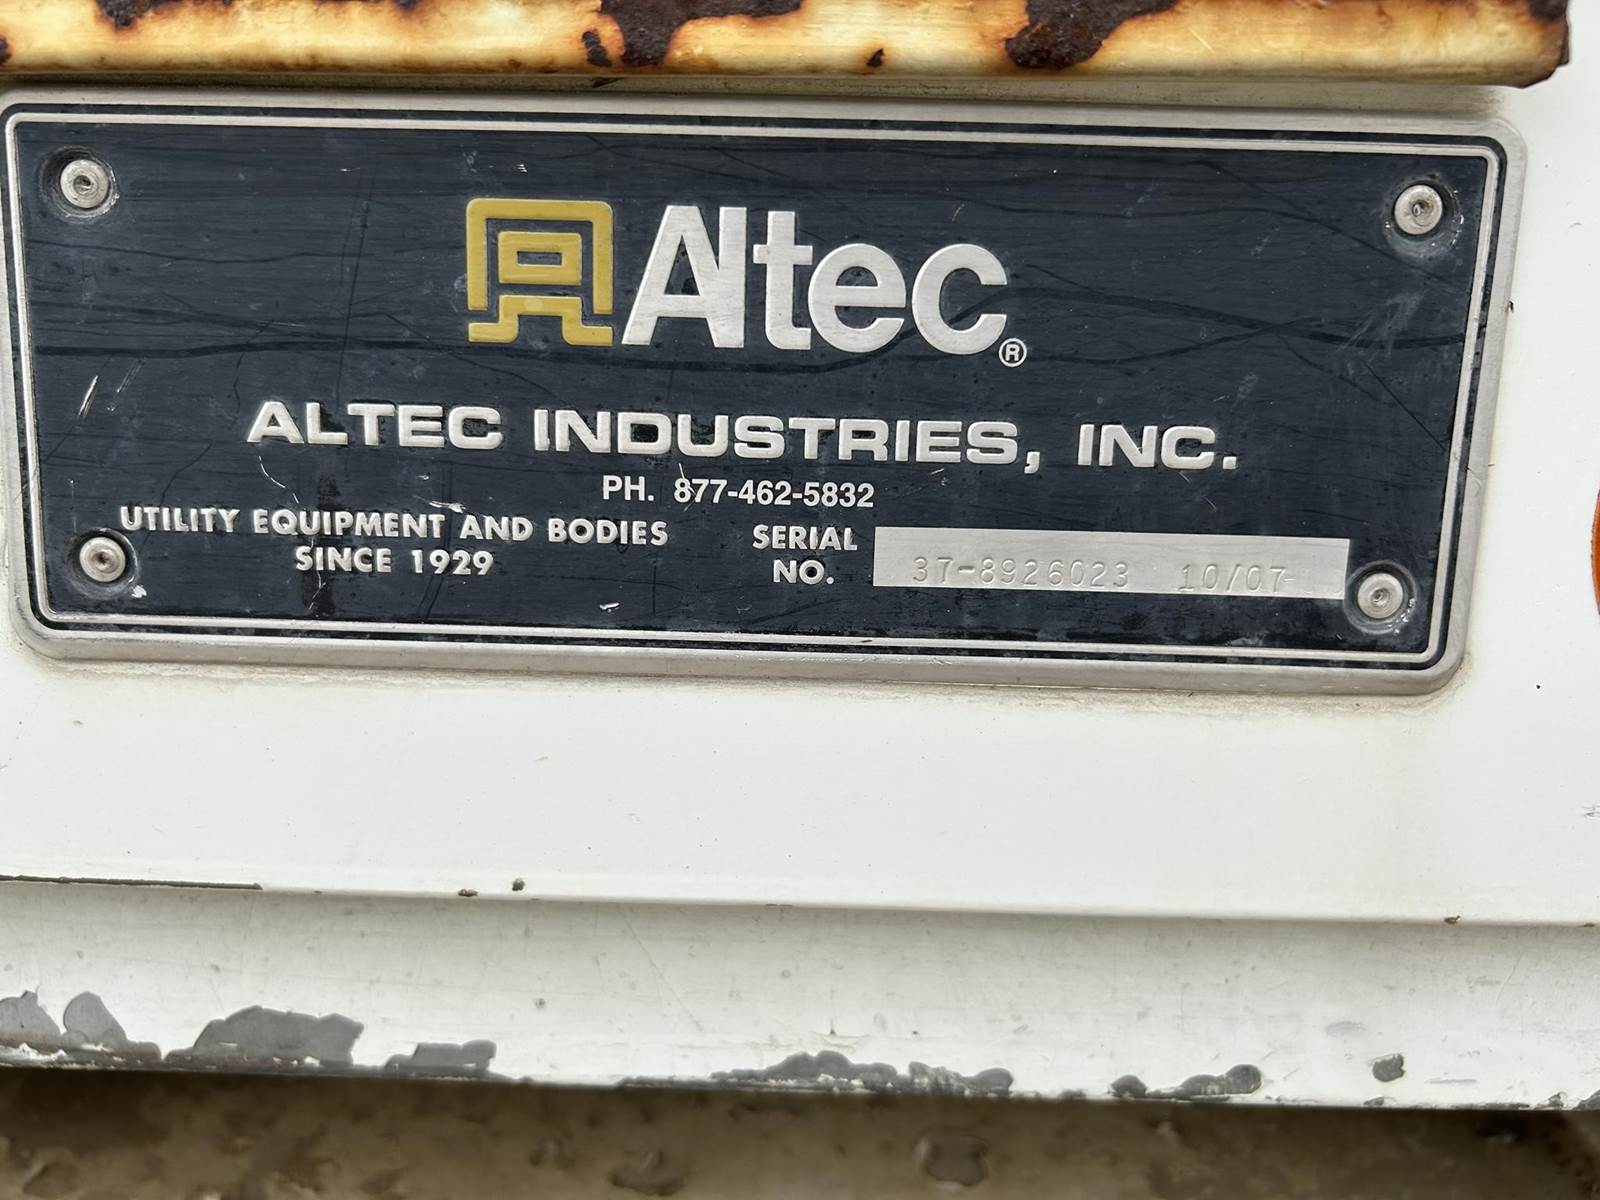 Altec®
ALTEC INDUSTRIES, INC.
PH. 877-462-5832
UTILITY EQUIPMENT AND BODIES
SINCE 1929
SERIAL
NO.
37-8926023 10/07